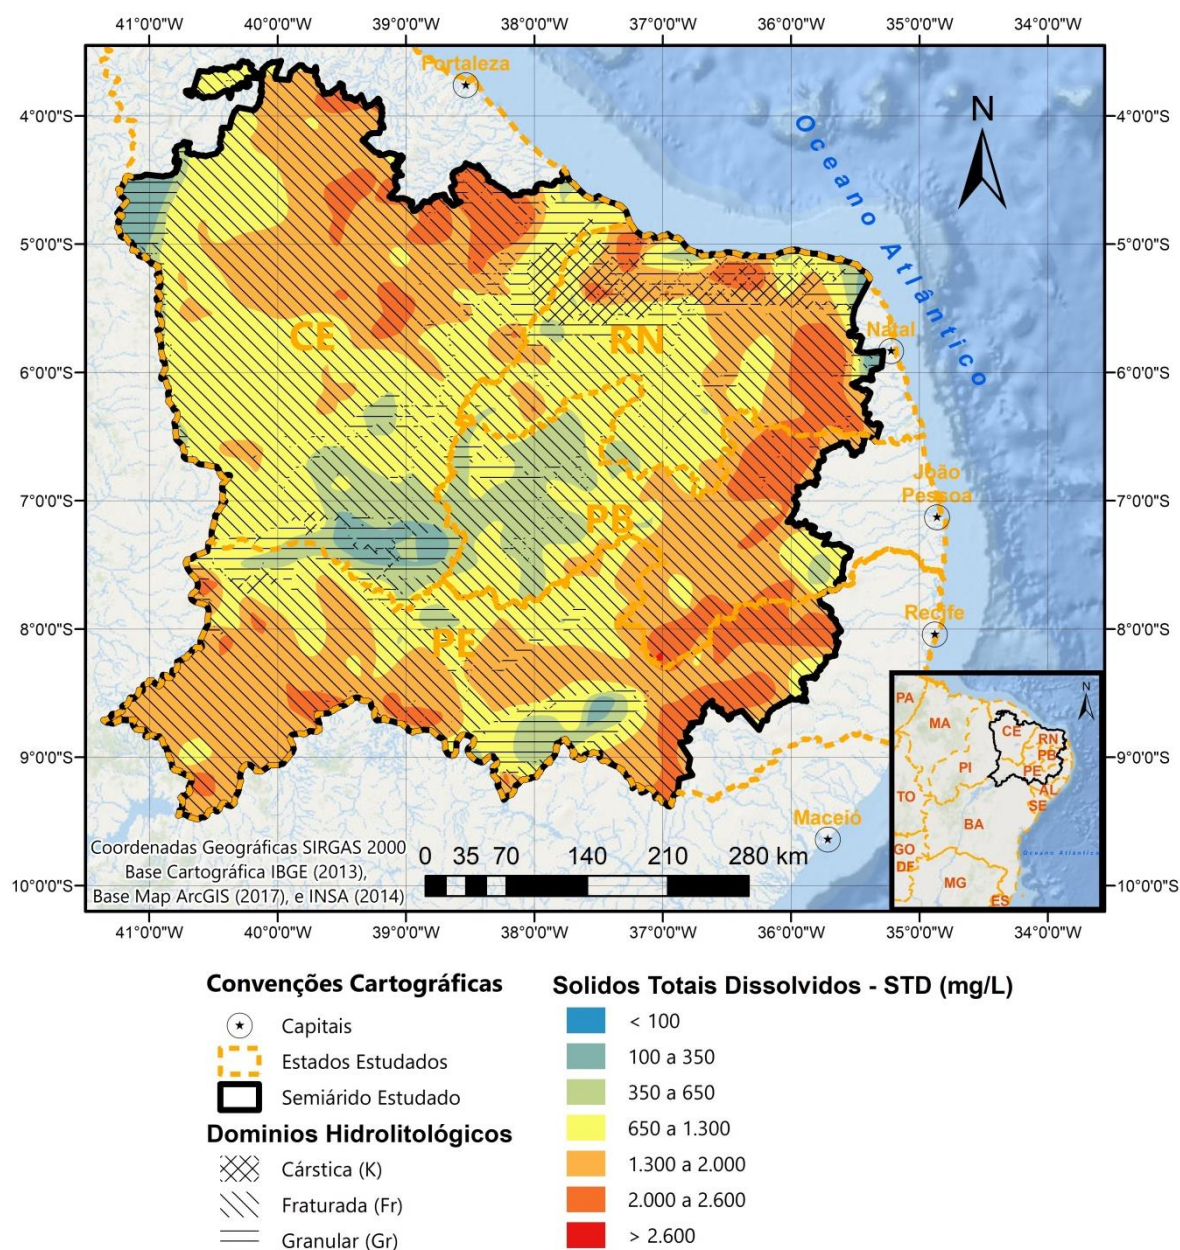 41°0'0"W 40°0'0"W 39°0'0"W 38°0'0"W 37°0'0"W 36°0'0"W 35°0'0"W 34°0'0"W
Fortaleza
4°0'0"S 4°0'0"S
N
Oceano Atlântico
5°0'0"S 5°0'0"S
CE
RN
Natal
6°0'0"S 6°0'0"S
João
Pessoa
7°0'0"S 7°0'0"S
PB
Recife
8°0'0"S 8°0'0"S
PE
9°0'0"S 9°0'0"S
Maceió
10°0'0"S 10°0'0"S
Coordenadas Geográficas SIRGAS 2000
Base Cartográfica IBGE (2013),
Base Map ArcGIS (2017), e INSA (2014)
0 35 70 140 210 280 km
N
PA
MA
CE
RN
PB
PI
PE
AL
SE
TO
BA
GO
DF
MG
ES
Oceano Atlântico
41°0'0"W 40°0'0"W 39°0'0"W 38°0'0"W 37°0'0"W 36°0'0"W 35°0'0"W 34°0'0"W
Convenções Cartográficas
Capitais
Estados Estudados
Semiárido Estudado
Dominios Hidrolitológicos
Cárstica (K)
Fraturada (Fr)
Granular (Gr)
Solidos Totais Dissolvidos - STD (mg/L)
< 100
100 a 350
350 a 650
650 a 1.300
1.300 a 2.000
2.000 a 2.600
> 2.600